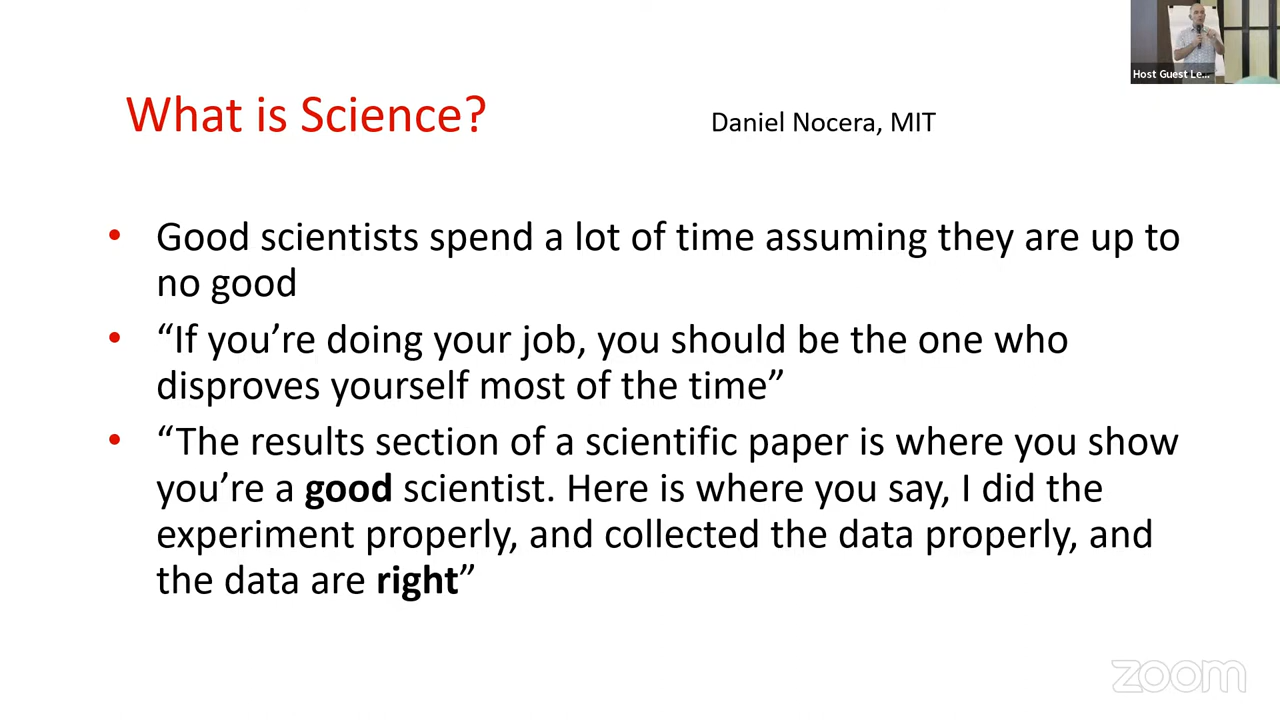 Host Guest Le...
What is Science?
Daniel Nocera, MIT
• Good scientists spend a lot of time assuming they are up to
no good
• “If you’re doing your job, you should be the one who
disproves yourself most of the time”
• “The results section of a scientific paper is where you show
you’re a good scientist. Here is where you say, I did the
experiment properly, and collected the data properly, and
the data are right”
zoom